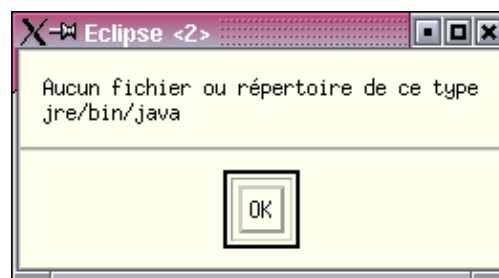 Eclipse <2>
Aucun fichier ou répertoire de ce type
jre/bin/java
OK